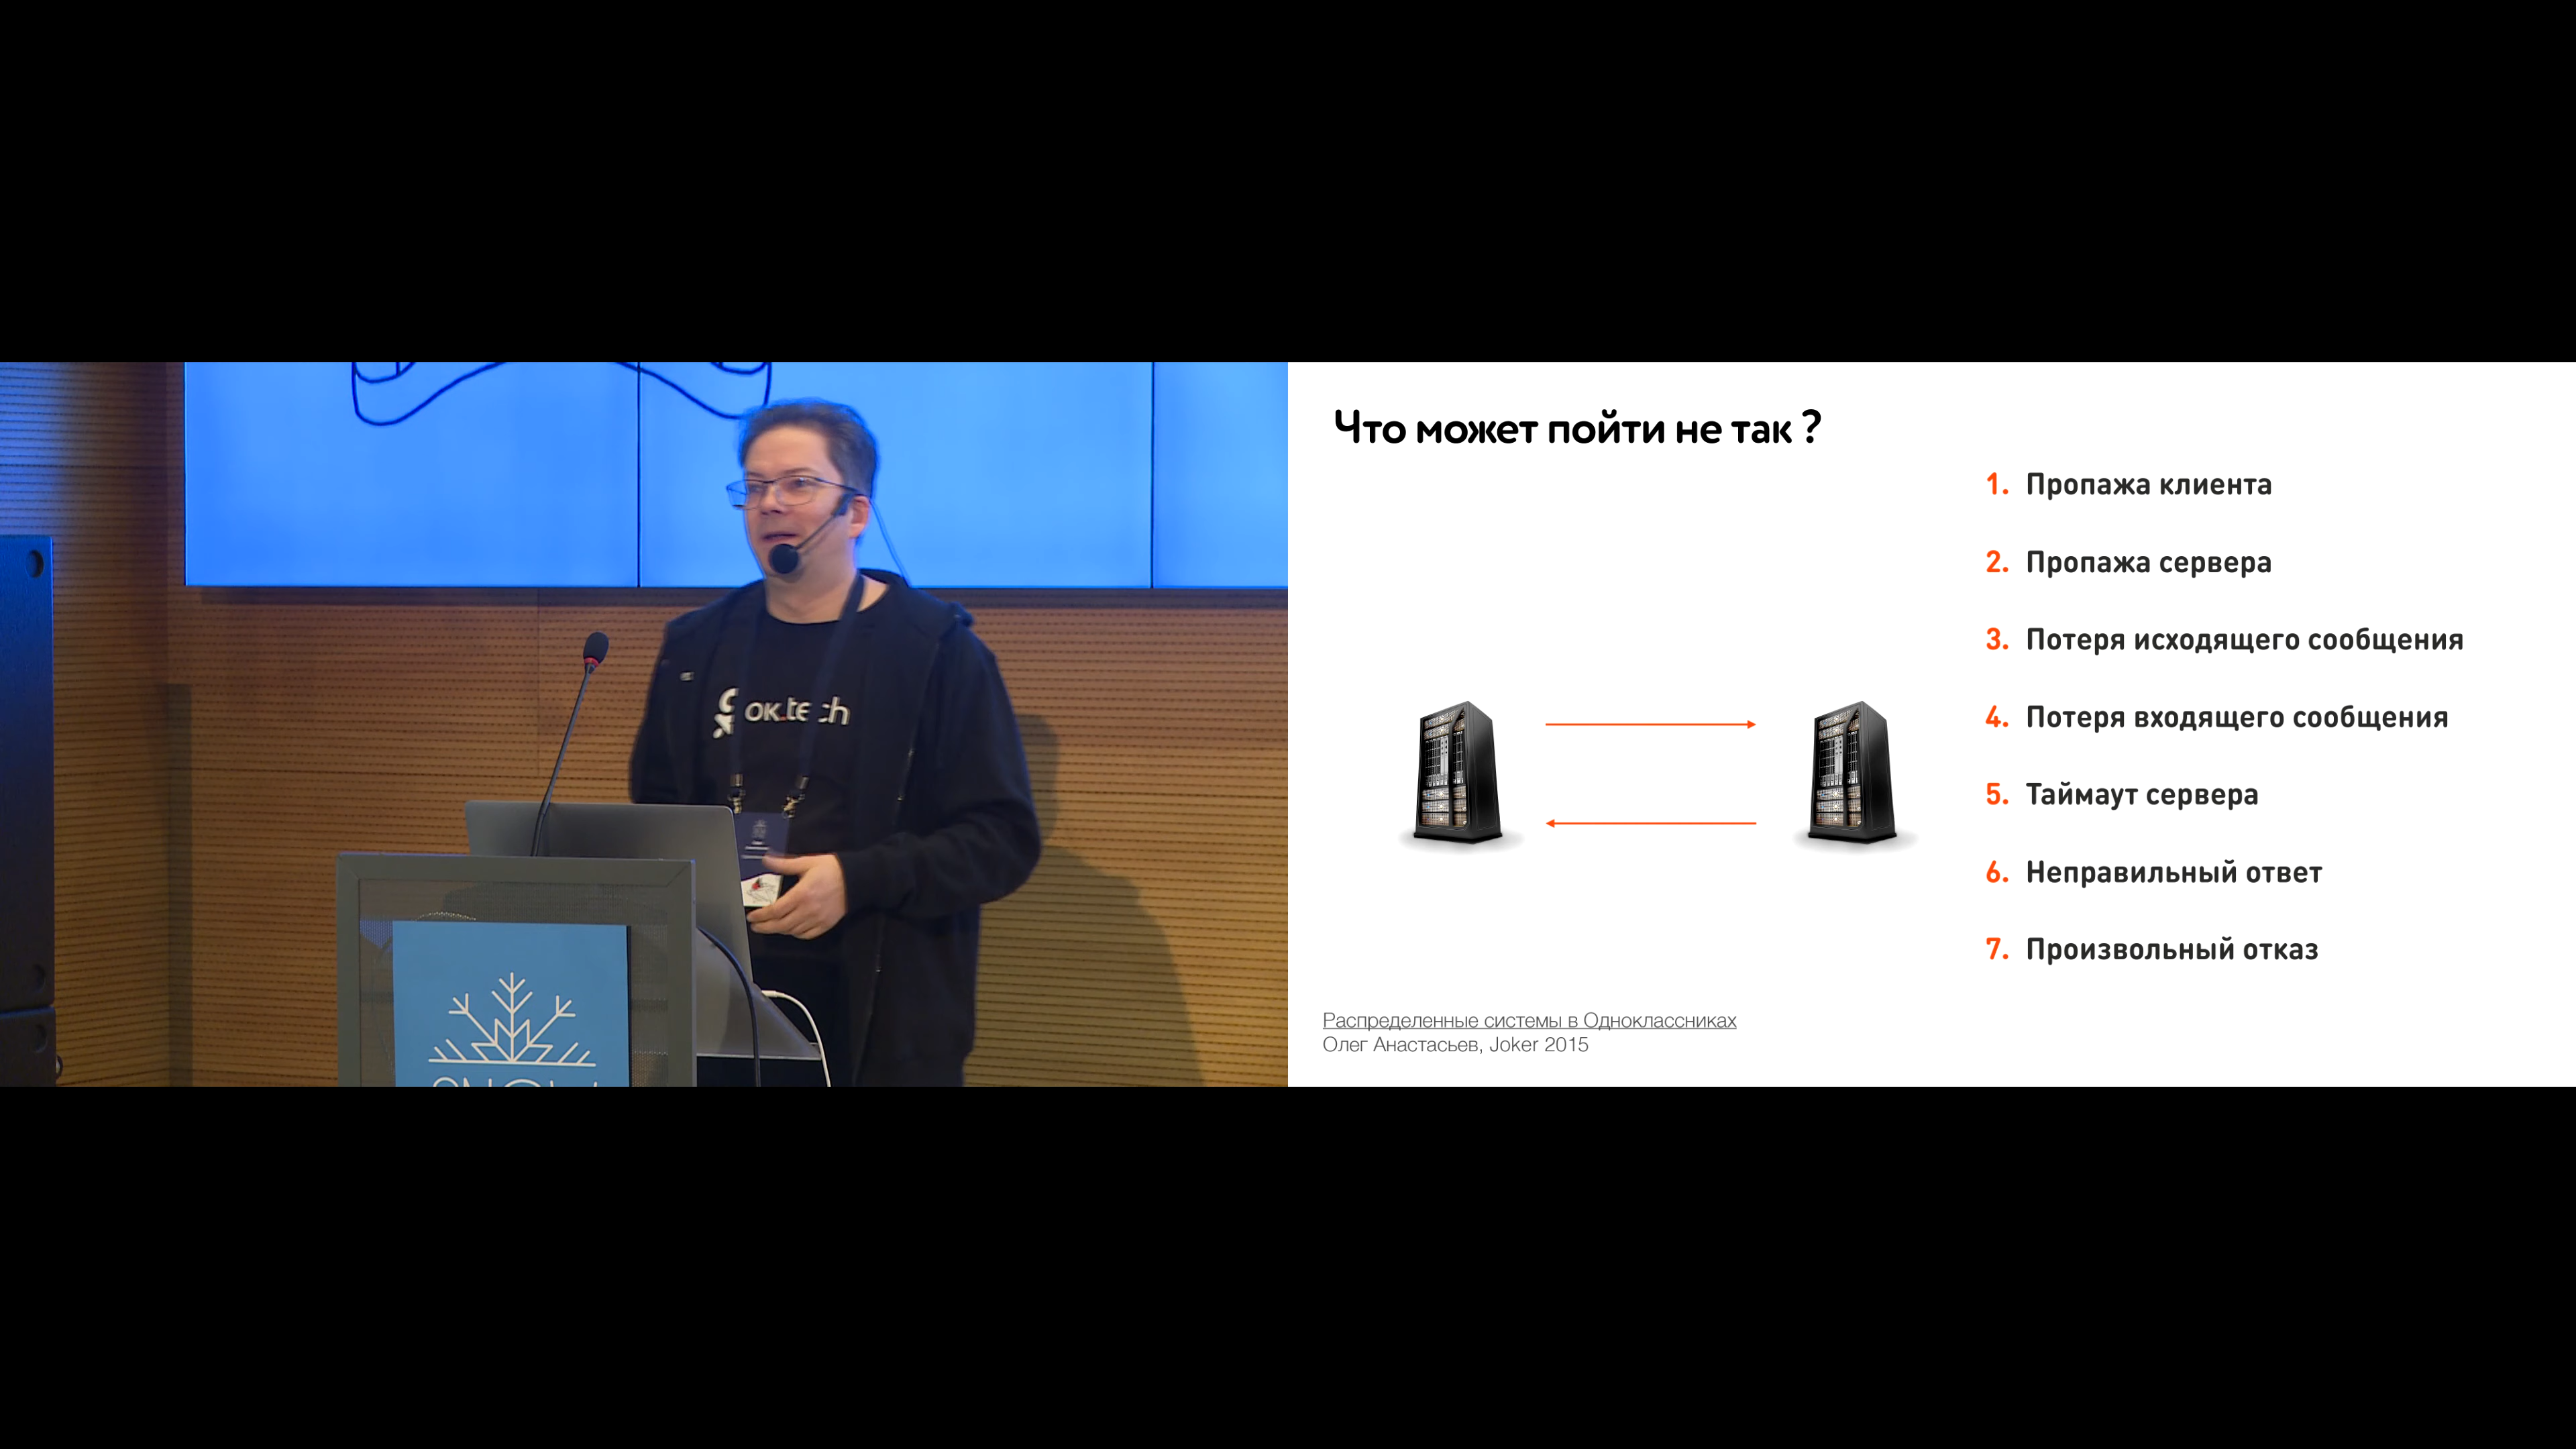 ok.tech
Что может пойти не так ?
1. Пропажа клиента
2. Пропажа сервера
3. Потеря исходящего сообщения
4. Потеря входящего сообщения
5. Таймаут сервера
6. Неправильный ответ
7. Произвольный отказ
Распределенные системы в Одноклассниках
Олег Анастасьев, Joker 2015